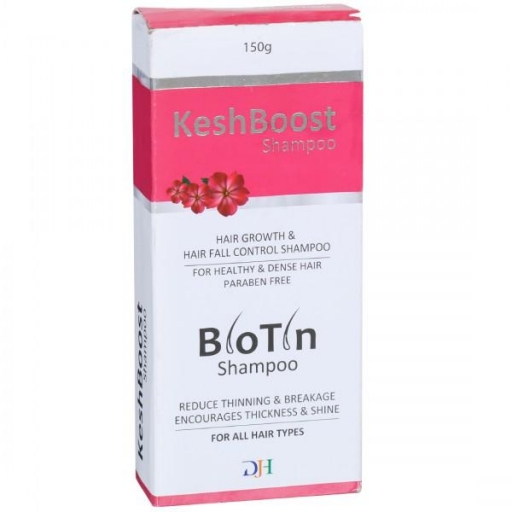 150g
KeshBoost
Shampoo
HAIR GROWTH &
HAIR FALL CONTROL SHAMPOO
FOR HEALTHY & DENSE HAIR
PARABEN FREE
BioTin
Shampoo
REDUCE THINNING & BREAKAGE
ENCOURAGES THICKNESS & SHINE
FOR ALL HAIR TYPES
DJH
KeshBoost
Shampoo